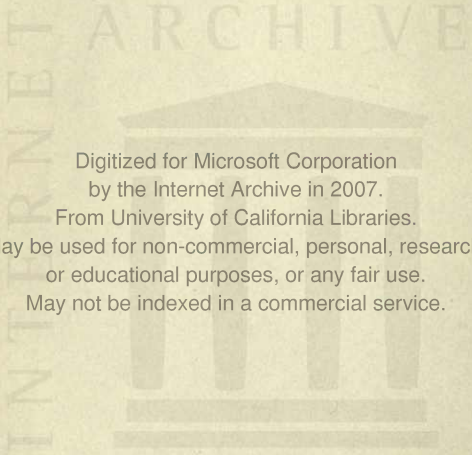 ARCHIVE
INTERNET
Digitized for Microsoft Corporation
by the Internet Archive in 2007.
From University of California Libraries.
ay be used for non-commercial, personal, researc
or educational purposes, or any fair use.
May not be indexed in a commercial service.